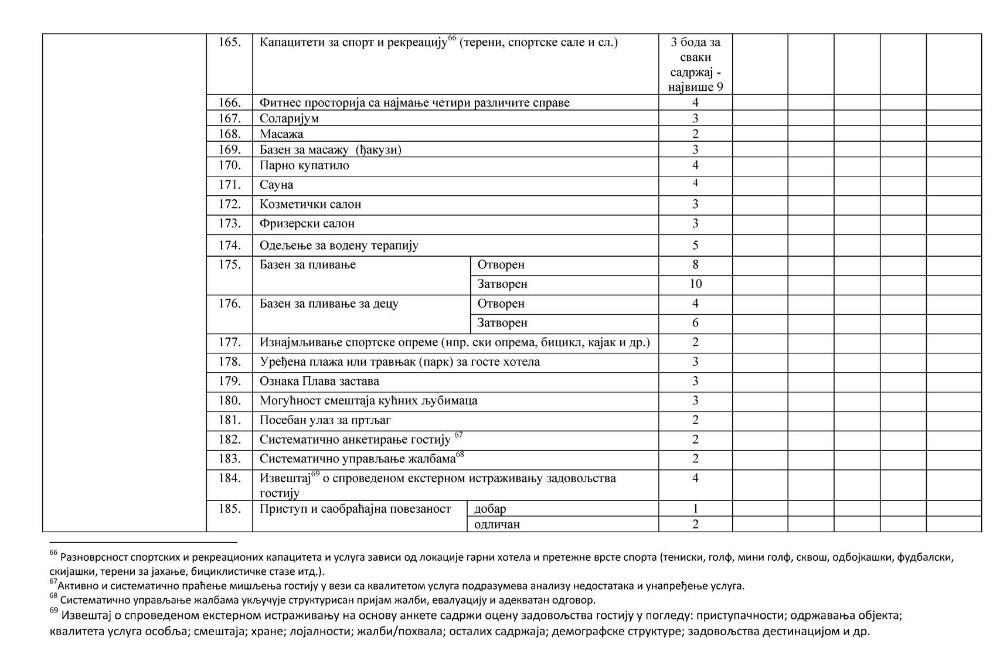 165. Капацитети за спорт и рекреацију66 (терени, спортске сале и сл.) 3 бода за
сваки
садржај -
највише 9
166. Фитнес просторија са најмање четири различите справе 4
167. Соларијум 3
168. Масажа 2
169. Базен за масажу (ђакузи) 3
170. Парно купатило 4
171. Сауна 4
172. Козметички салон 3
173. Фризерски салон 3
174. Одељење за водену терапију 5
175. Базен за пливање Отворен 8
Затворен 10
176. Базен за пливање за децу Отворен 4
Затворен 6
177. Изнајмљивање спортске опреме (нпр. ски опрема, бицикл, кајак и др.) 2
178. Уређена плажа или травњак (парк) за госте хотела 3
179. Ознака Плава застава 3
180. Могућност смештаја кућних љубимаца 3
181. Посебан улаз за пртљаг 2
182. Систематично анкетирање гостију 67 2
183. Систематично управљање жалбама68 2
184. Извештај69 о спроведеном екстерном истраживању задовољства 4
гостију
185. Приступ и саобраћајна повезаност добар 1
одличан 2
66 Разноврсност спортских и рекреационих капацитета и услуга зависи од локације гарни хотела и претежне врсте спорта (тениски, голф, мини голф, сквош, одбојкашки, фудбалски,
скијашки, терени за јахање, бициклистичке стазе итд.).
67Активно и систематично праћење мишљења гостију у вези са квалитетом услуга подразумева анализу недостатака и унапређење услуга.
68 Систематично управљање жалбама укључује структурисан пријам жалби, евалуацију и адекватан одговор.
69 Извештај о спроведеном екстерном истраживању на основу анкете садржи оцену задовољства гостију у погледу: приступачности; одржавања објекта;
квалитета услуга особља; смештаја; хране; лојалности; жалби/похвала; осталих садржаја; демографске структуре; задовољства дестинацијом и др.